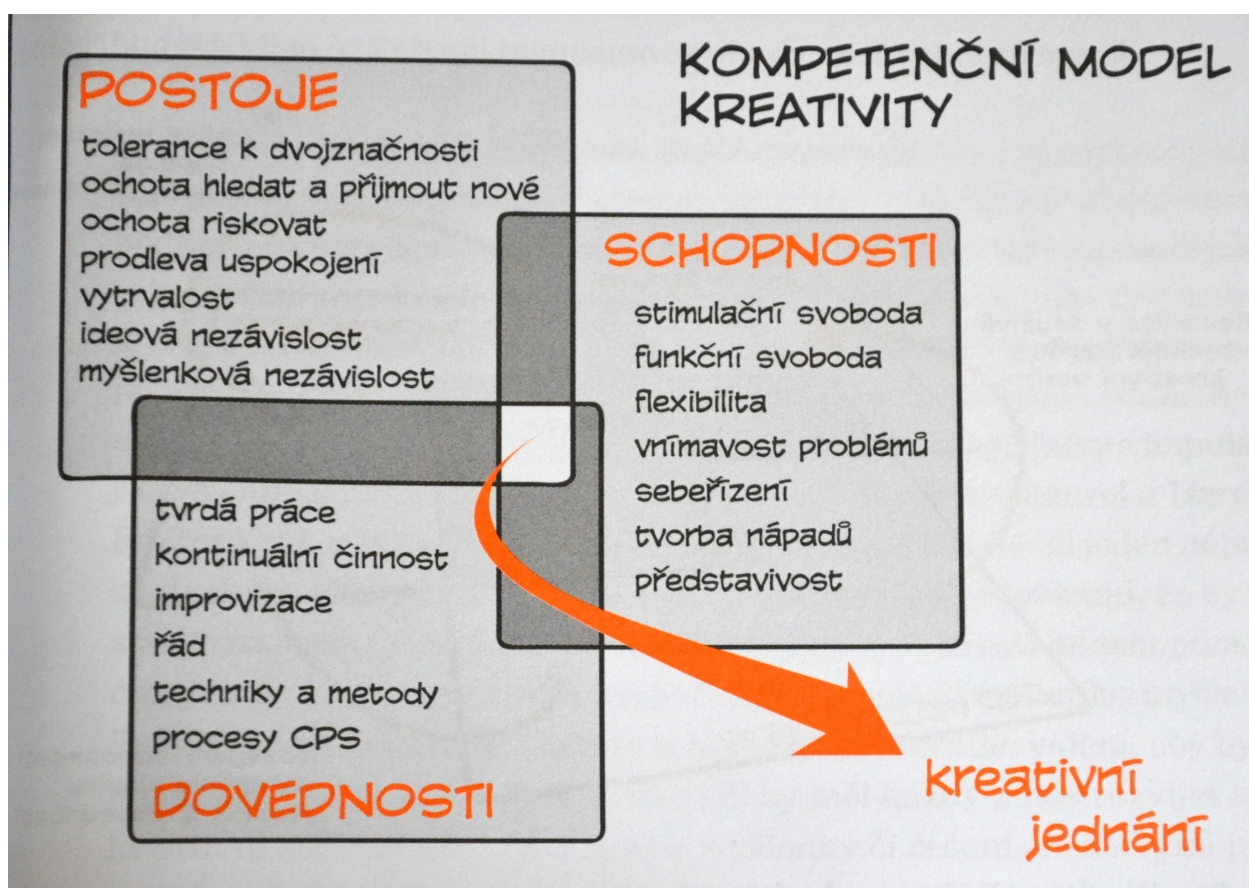 KOMPETENČNÍ MODEL
KREATIVITY
POSTOJE
tolerance k dvojznačnosti
ochota hledat a přijmout nové
ochota riskovat
prodleva uspokojení
vytrvalost
ideová nezávislost
myšlenková nezávislost
SCHOPNOSTI
stimulační svoboda
funkční svoboda
flexibilita
vnímavost problémů
sebeřízení
tvorba nápadů
představivost
tvrdá práce
kontinuální činnost
improvizace
řád
techniky a metody
procesy CPS
DOVEDNOSTI
kreativní
jednání